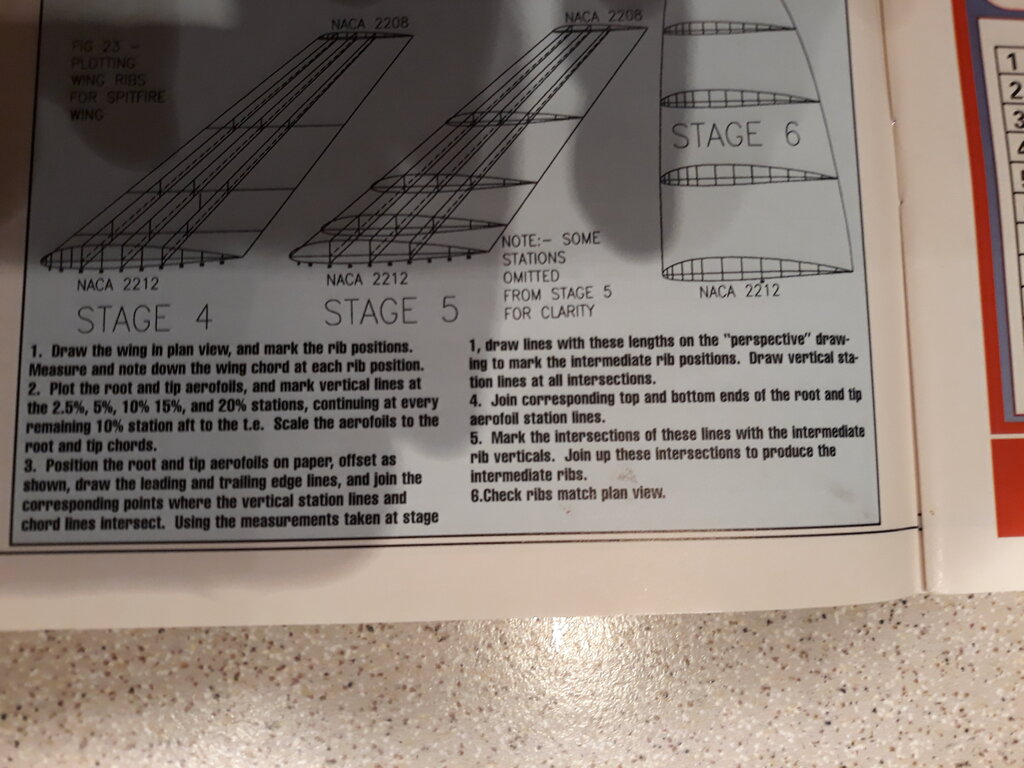 NACA 2208
NACA 2208
FIG 23 -
PLOTTING
WING RIBS
FOR SPITFIRE
WING
STAGE 6
NOTE:- SOME
STATIONS
OMITTED
FROM STAGE 5
FOR CLARITY
NACA 2212
NACA 2212
NACA 2212
STAGE 4
STAGE 5
1. Draw the wing in plan view, and mark the rib positions.
Measure and note down the wing chord at each rib position.
2. Plot the root and tip aerofoils, and mark vertical lines at
the 2.5%, 5%, 10% 15%, and 20% stations, continuing at every
remaining 10% station aft to the t.e. Scale the aerofoils to the
root and tip chords.
3. Position the root and tip aerofoils on paper, offset as
shown, draw the leading and trailing edge lines, and join the
corresponding points where the vertical station lines and
chord lines intersect. Using the measurements taken at stage
1, draw lines with these lengths on the "perspective" draw-
ing to mark the intermediate rib positions. Draw vertical sta-
tion lines at all intersections.
4. Join corresponding top and bottom ends of the root and tip
aerofoil station lines.
5. Mark the intersections of these lines with the intermediate
rib verticals. Join up these intersections to produce the
intermediate ribs.
6.Check ribs match plan view.
1
2
3